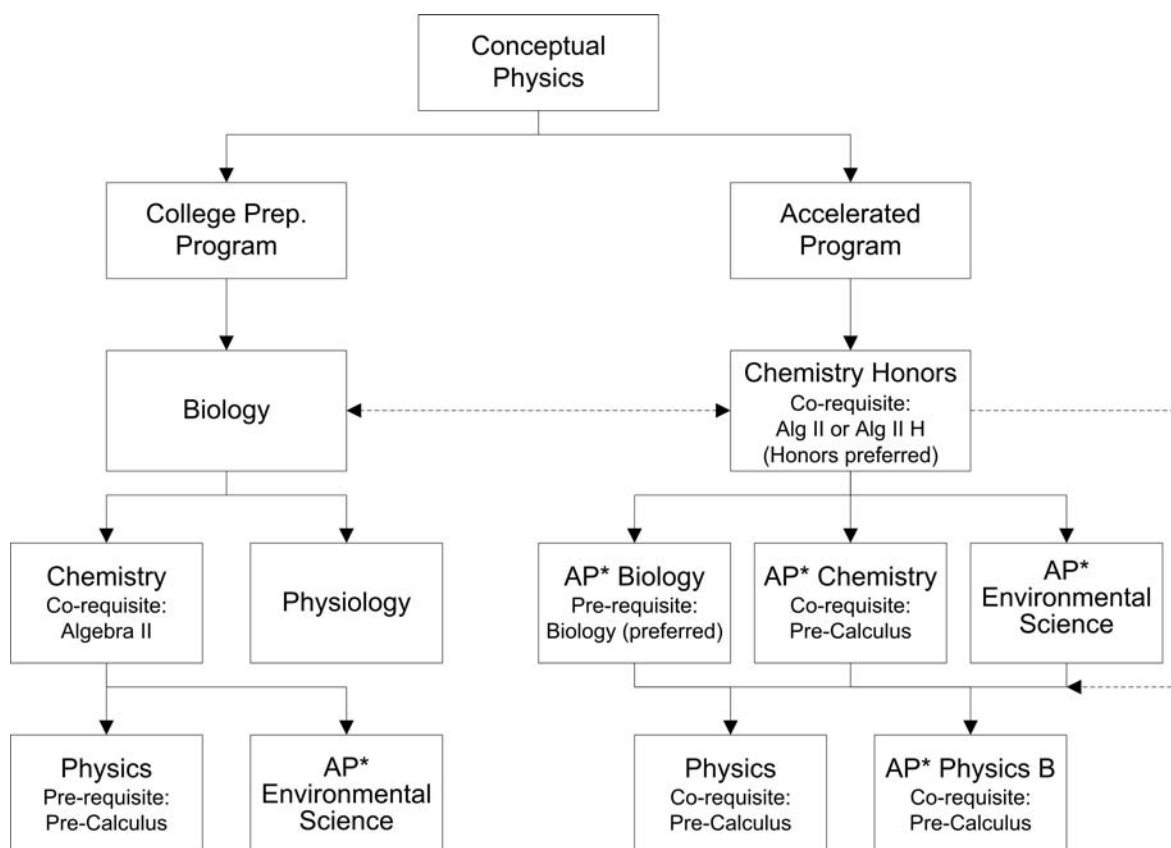 Conceptual
Physics
College Prep.
Program
Accelerated
Program
Biology
Chemistry Honors
Co-requisite:
Alg II or Alg II H
(Honors preferred)
Chemistry
Co-requisite:
Algebra II
Physiology
AP* Biology
Pre-requisite:
Biology (preferred)
AP* Chemistry
Co-requisite:
Pre-Calculus
AP*
Environmental
Science
Physics
Pre-requisite:
Pre-Calculus
AP*
Environmental
Science
Physics
Co-requisite:
Pre-Calculus
AP* Physics B
Co-requisite:
Pre-Calculus